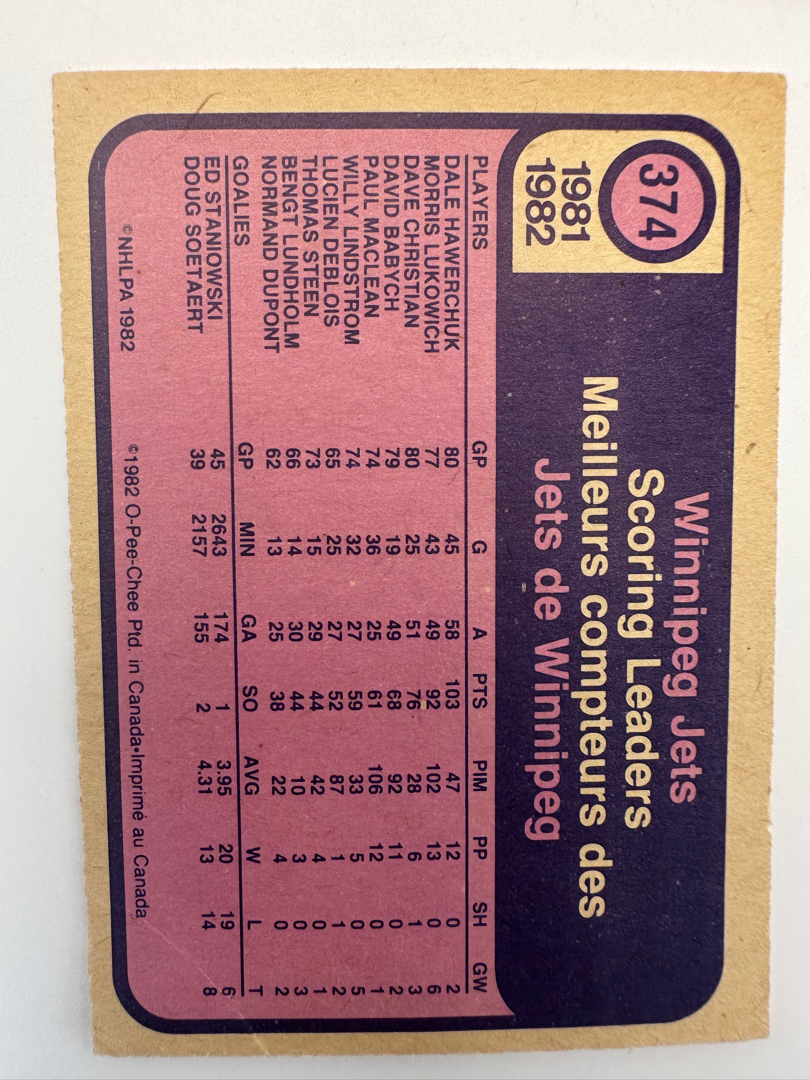 374
1981
1982
Winnipeg Jets
Scoring Leaders
Meilleurs compteurs des
Jets de Winnipeg
PLAYERS GP G A PTS PIM PP SH GW
DALE HAWERCHUK 80 45 58 103 47 12 0 2
MORRIS LUKOWICH 77 43 49 92 102 13 0 6
DAVE CHRISTIAN 80 25 51 76 28 6 1 3
DAVID BABYCH 79 19 49 68 92 11 0 2
PAUL MACLEAN 74 36 25 61 106 12 0 1
WILLY LINDSTROM 74 32 27 59 33 5 0 5
LUCIEN DEBLOIS 65 25 27 52 87 1 1 2
THOMAS STEEN 73 15 29 44 42 4 0 1
BENGT LUNDHOLM 66 14 30 44 10 3 0 3
NORMAND DUPONT 62 13 25 38 22 4 0 2
GOALIES GP MIN GA SO AVG W L T
ED STANIOWSKI 45 2643 174 1 3.95 20 19 6
DOUG SOETAERT 39 2157 155 2 4.31 13 14 8
©NHLPA 1982 ©1982 O-Pee-Chee Ptd. in Canada•Imprimé au Canada